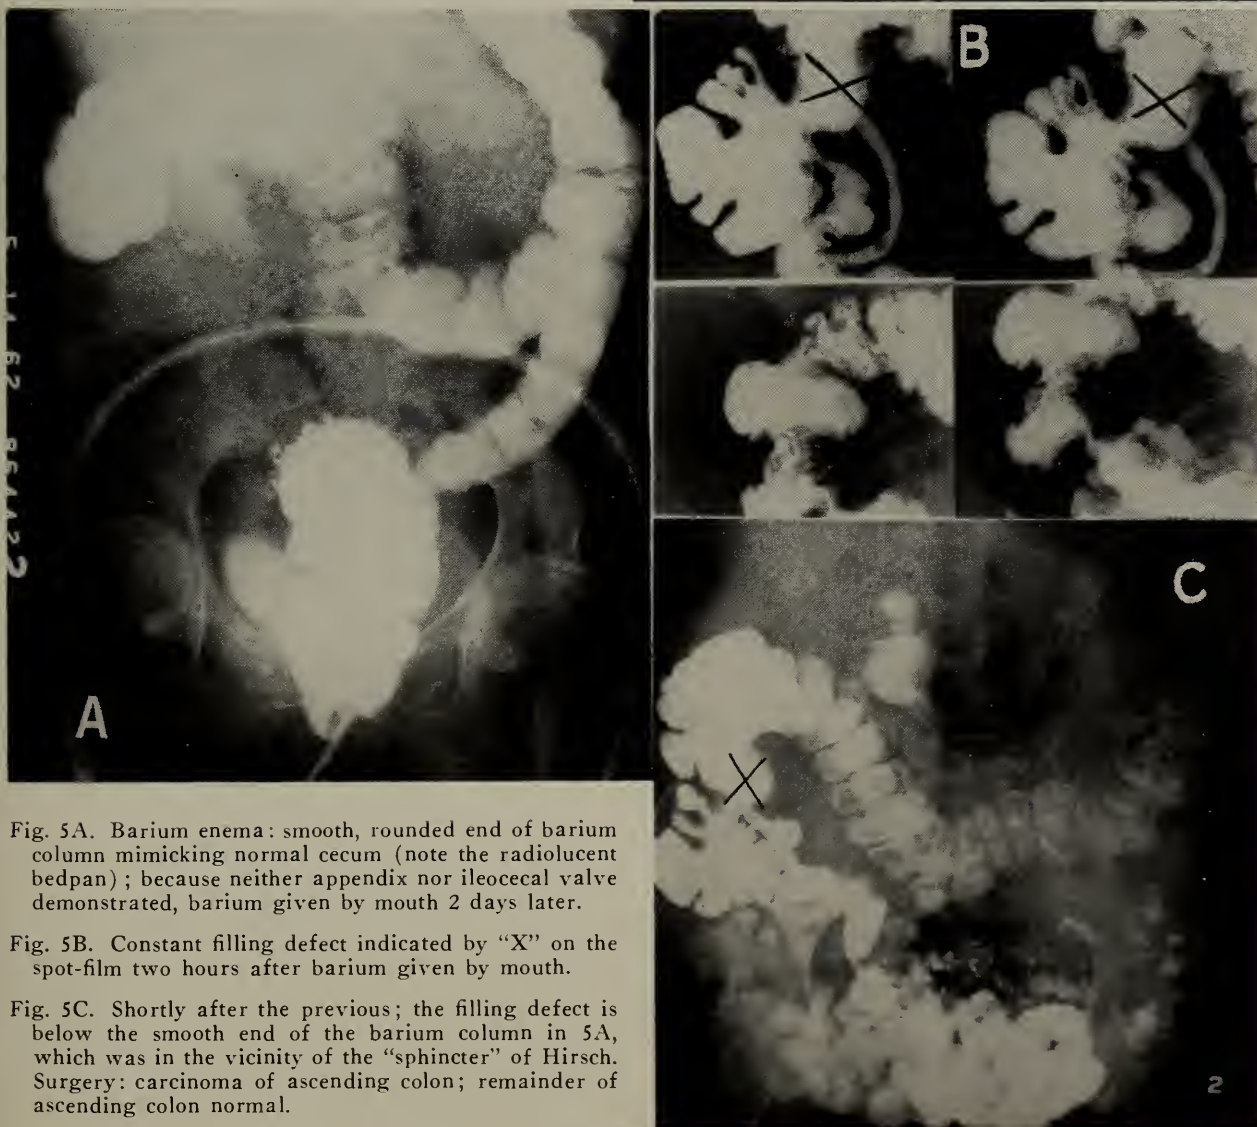 B
C
A
2
Fig. 5A. Barium enema: smooth, rounded end of barium
column mimicking normal cecum (note the radiolucent
bedpan); because neither appendix nor ileocecal valve
demonstrated, barium given by mouth 2 days later.
Fig. 5B. Constant filling defect indicated by “X” on the
spot-film two hours after barium given by mouth.
Fig. 5C. Shortly after the previous; the filling defect is
below the smooth end of the barium column in 5A,
which was in the vicinity of the “sphincter” of Hirsch.
Surgery: carcinoma of ascending colon; remainder of
ascending colon normal.